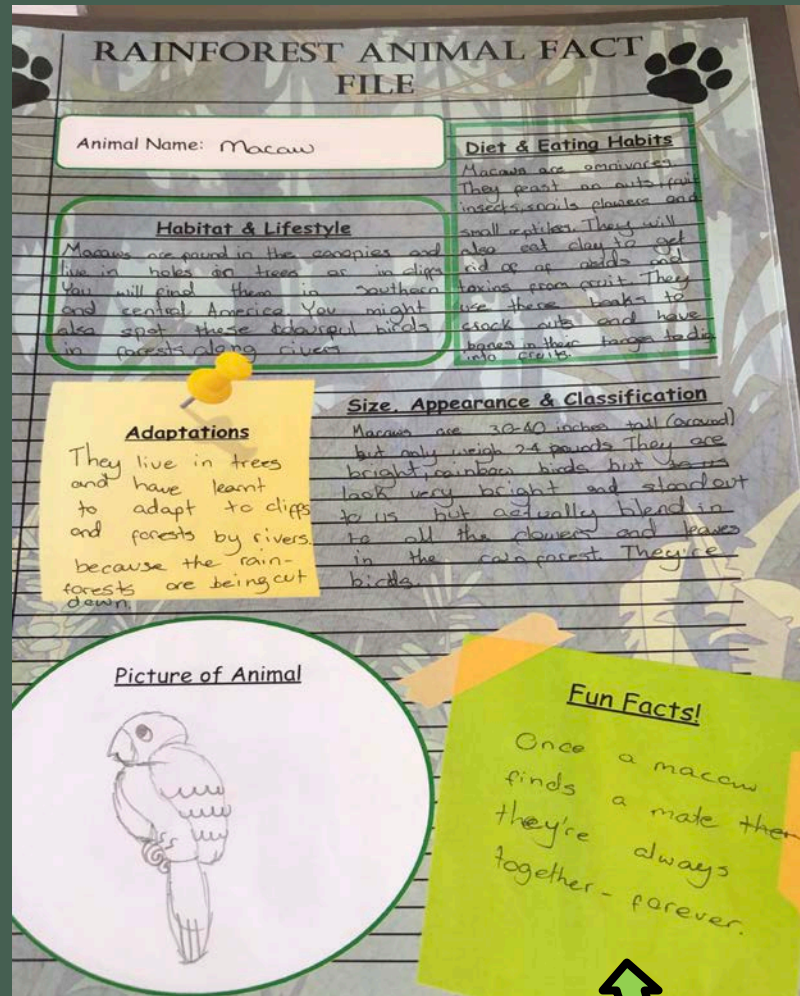 RAINFOREST ANIMAL FACT
FILE
Animal Name: Macaw
Diet & Eating Habits
Macaws are omnivores.
They feast on nuts, fruit
insects, snails flowers and
small reptiles. They will
also eat clay to get
rid of of acids and
toxins from fruit. They
use there beaks to
crack nuts and have
bones in their tonges to dig
into fruits.
Habitat & Lifestyle
Macaws are found in the canopies and
live in holes on trees or in cliffs
You will find them in Southern
and central America. You might
also spot these colourful birds
in forests along rivers
Adaptations
They live in trees
and have learnt
to adapt to cliffs
and forests by rivers.
because the rain-
forests are being cut
down.
Size, Appearance & Classification
Macaws are 30-40 inches tall (around)
but only weigh 2-4 pounds They are
bright, rainbow birds but
look very bright and standout
to us but actually blend in
to all the flowers and leaves
in the rainforest. They're
birds.
Picture of Animal
Fun Facts!
Once a macaw
finds a mate then
they're always
together - forever.